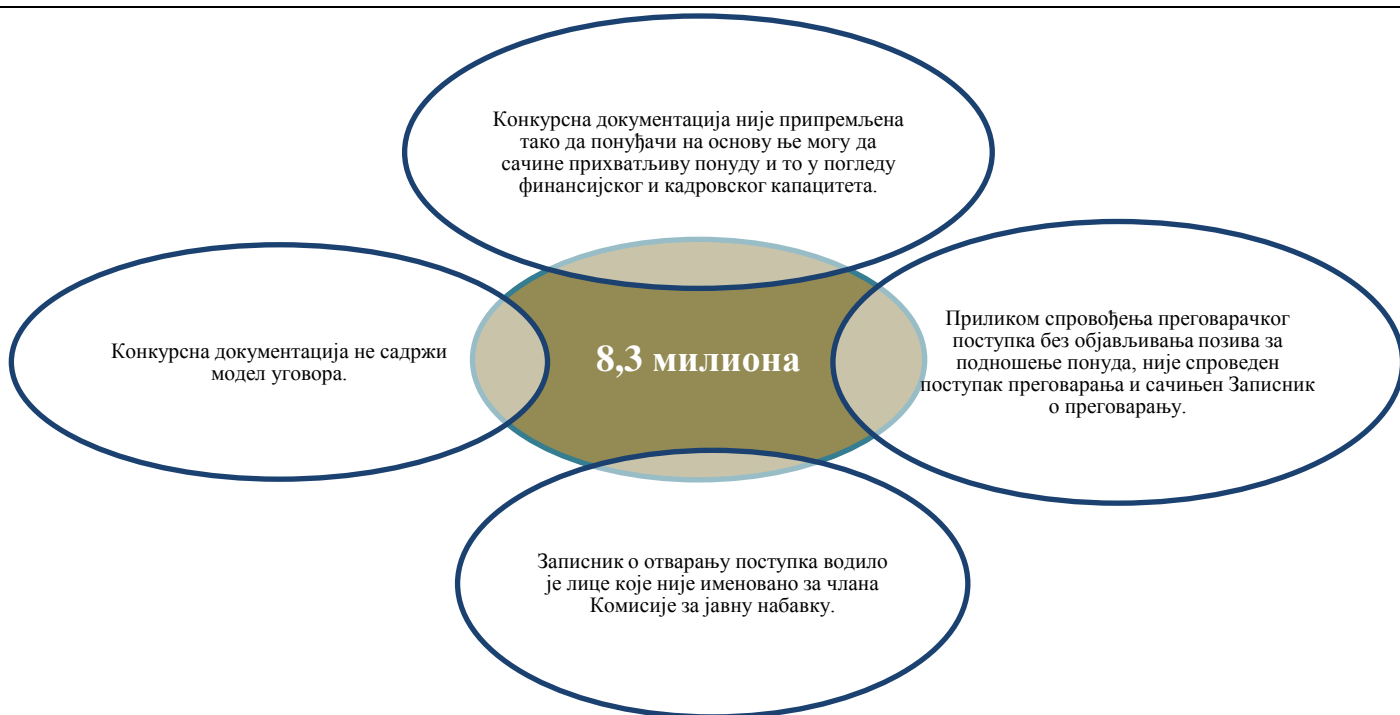 Конкурсна документација није припремљена
тако да понуђачи на основу ње могу да
сачине прихватљиву понуду и то у погледу
финансијског и кадровског капацитета.
Конкурсна документација не садржи
модел уговора.
8,3 милиона
Приликом спровођења преговарачког
поступка без објављивања позива за
подношење понуда, није спроведен
поступак преговарања и сачињен Записник
о преговарању.
Записник о отварању поступка водило
је лице које није именовано за члана
Комисије за јавну набавку.